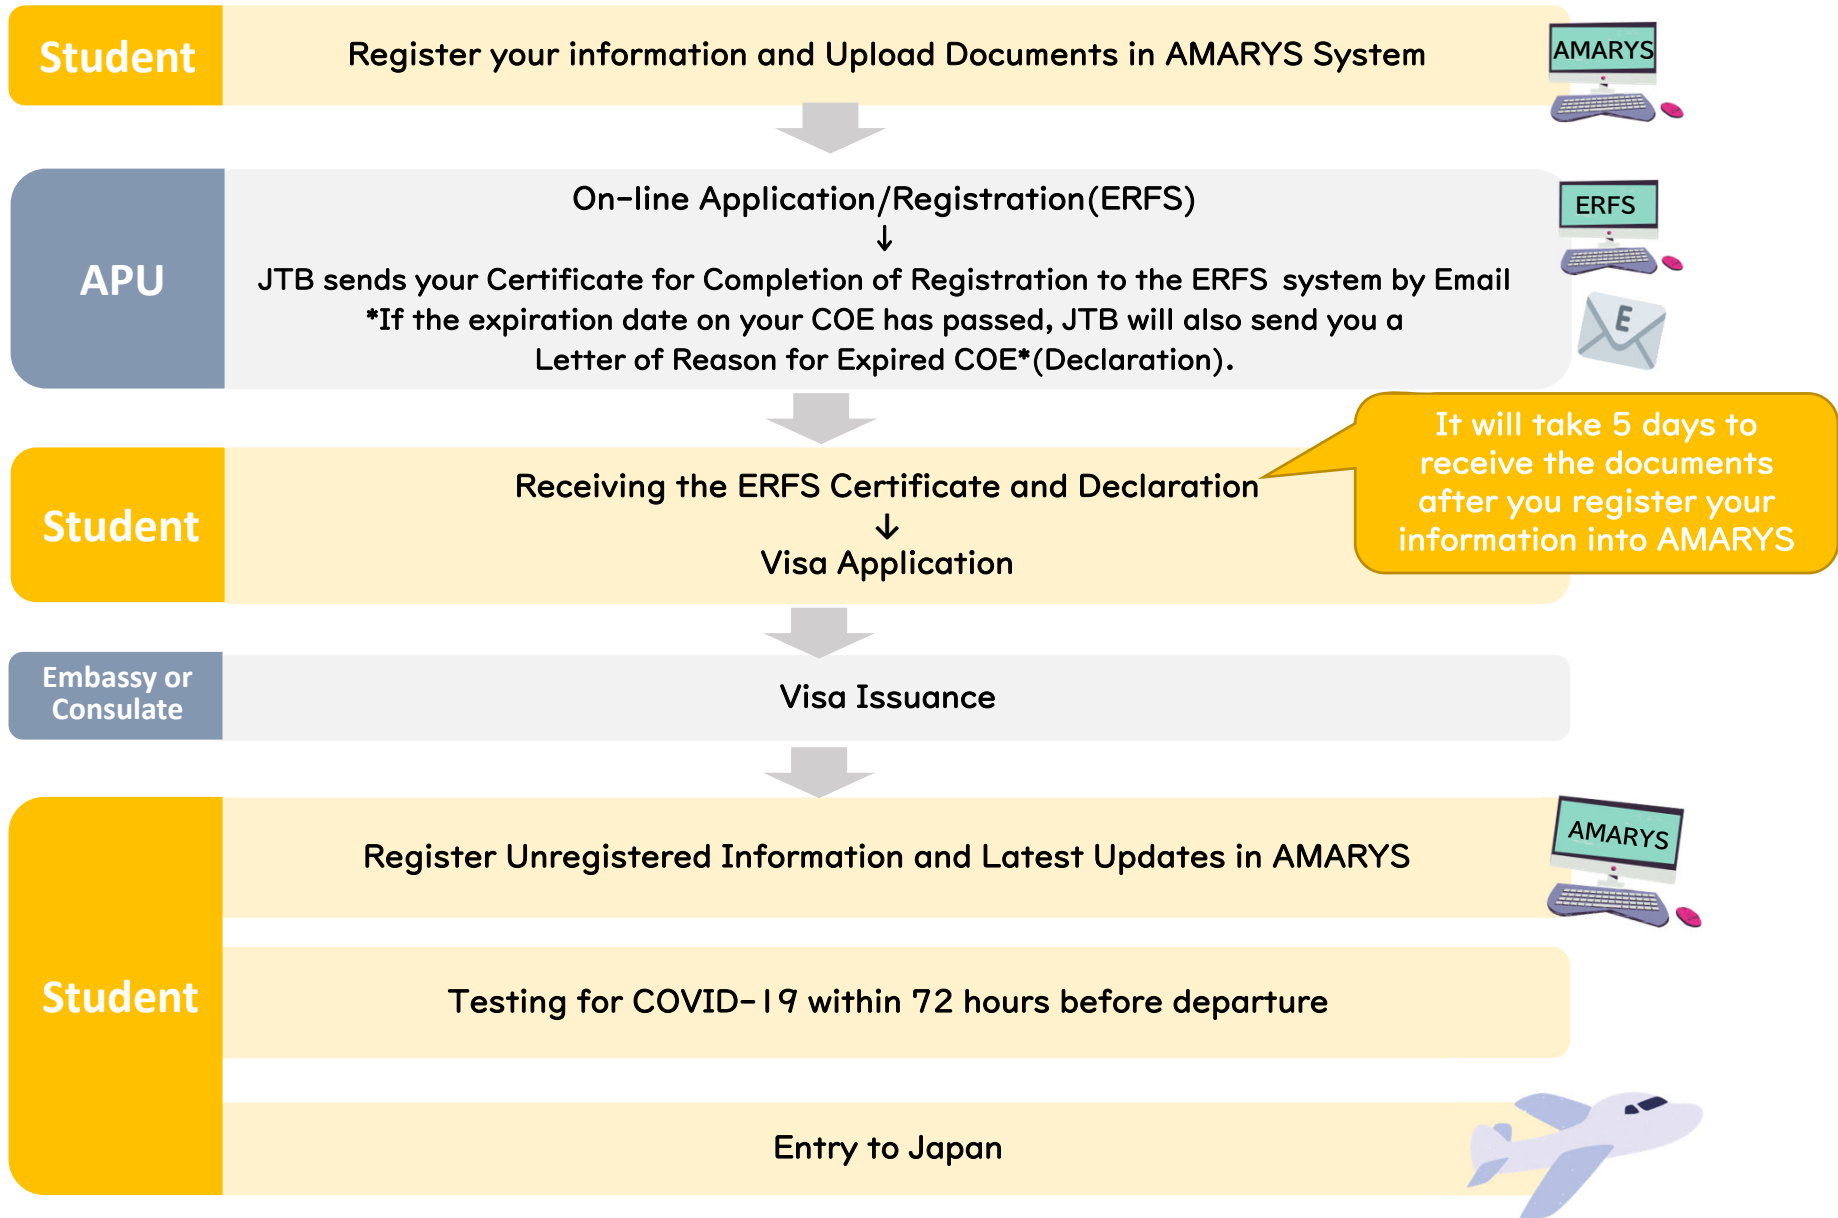 Student
Register your information and Upload Documents in AMARYS System
AMARYS
APU
On-line Application/Registration(ERFS)
↓
JTB sends your Certificate for Completion of Registration to the ERFS system by Email
*If the expiration date on your COE has passed, JTB will also send you a
Letter of Reason for Expired COE*(Declaration).
ERFS
E
Student
Receiving the ERFS Certificate and Declaration
↓
Visa Application
It will take 5 days to
receive the documents
after you register your
information into AMARYS
Embassy or
Consulate
Visa Issuance
Student
Register Unregistered Information and Latest Updates in AMARYS
AMARYS
Testing for COVID-19 within 72 hours before departure
Entry to Japan